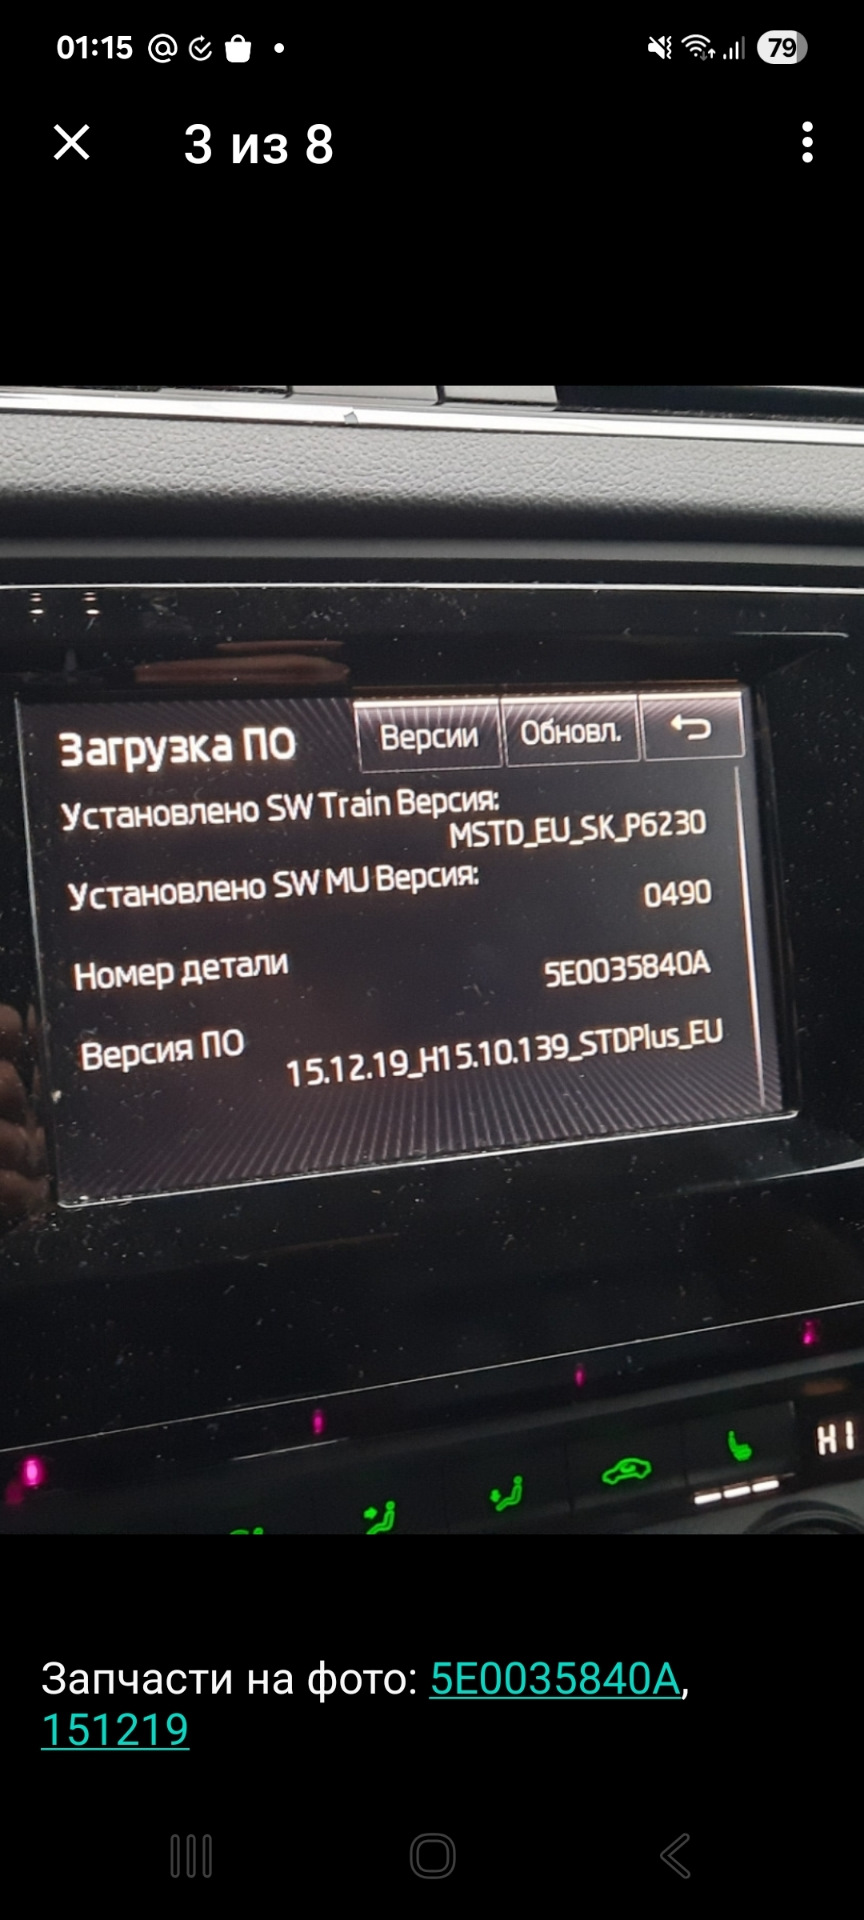 01:15
79
3 из 8
Загрузка ПО
Версии
Обновл.
Установлено SW Train Версия:
MSTD_EU_SK_P6230
Установлено SW MU Версия:
0490
Номер детали
5E0035840A
Версия ПО
15.12.19_H15.10.139_STDPlus_EU
HI
Запчасти на фото: 5E0035840A,
151219